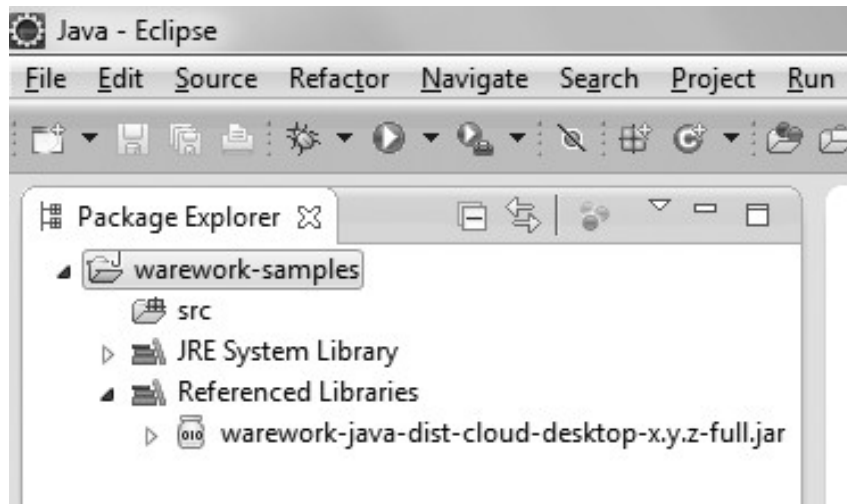 Java - Eclipse
File Edit Source Refactor Navigate Search Project Run
Package Explorer
warework-samples
src
JRE System Library
Referenced Libraries
warework-java-dist-cloud-desktop-x.y.z-full.jar